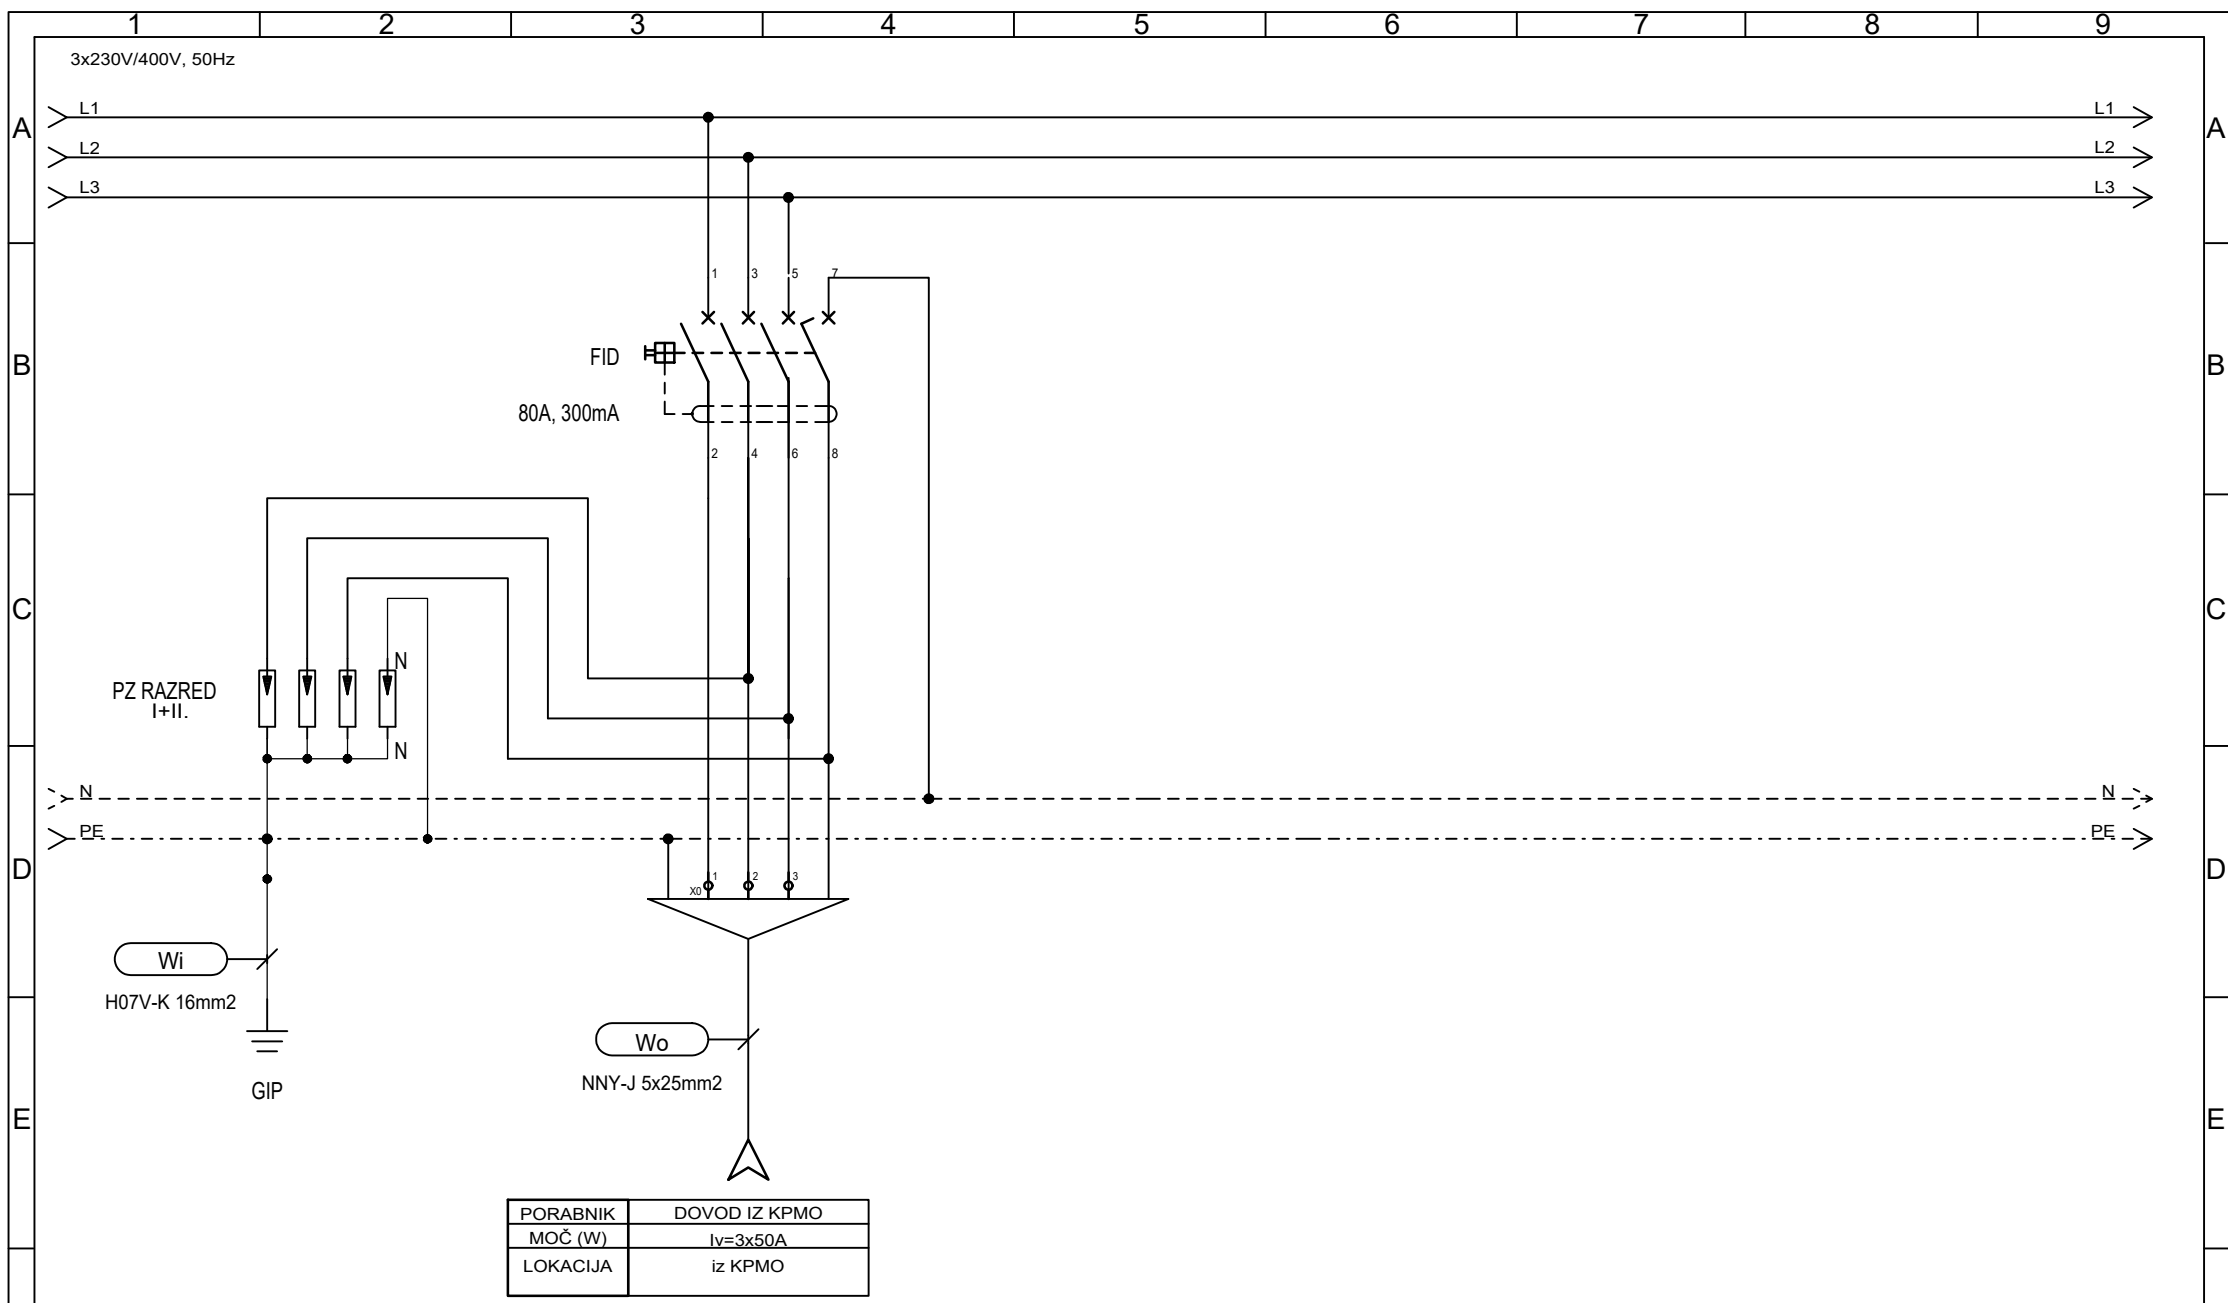 1 2 3 4 5 6 7 8 9
3x230V/400V, 50Hz
L1 L1
A A
L2 L2
L3 L3
1 3 5 7
FID
B B
80A, 300mA
2 4 6 8
C C
N
PZ RAZRED
I+II.
N
N N
PE PE
D D
X0 1 2 3
Wi
H07V-K 16mm2
Wo
NNY-J 5x25mm2
GIP
E E
PORABNIK DOVOD IZ KPMO
MOČ (W) Iv=3x50A
LOKACIJA iz KPMO